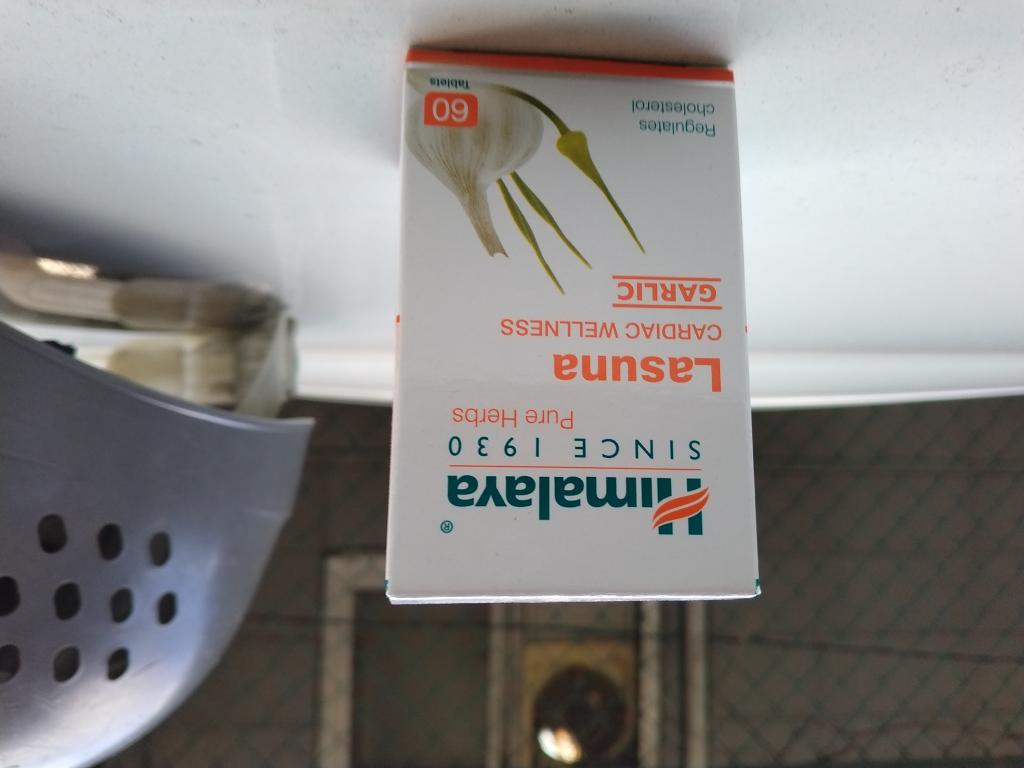 Himalaya®
SINCE 1930
Pure Herbs
Lasuna
CARDIAC WELLNESS
GARLIC
Regulates
cholesterol
60
Tablets